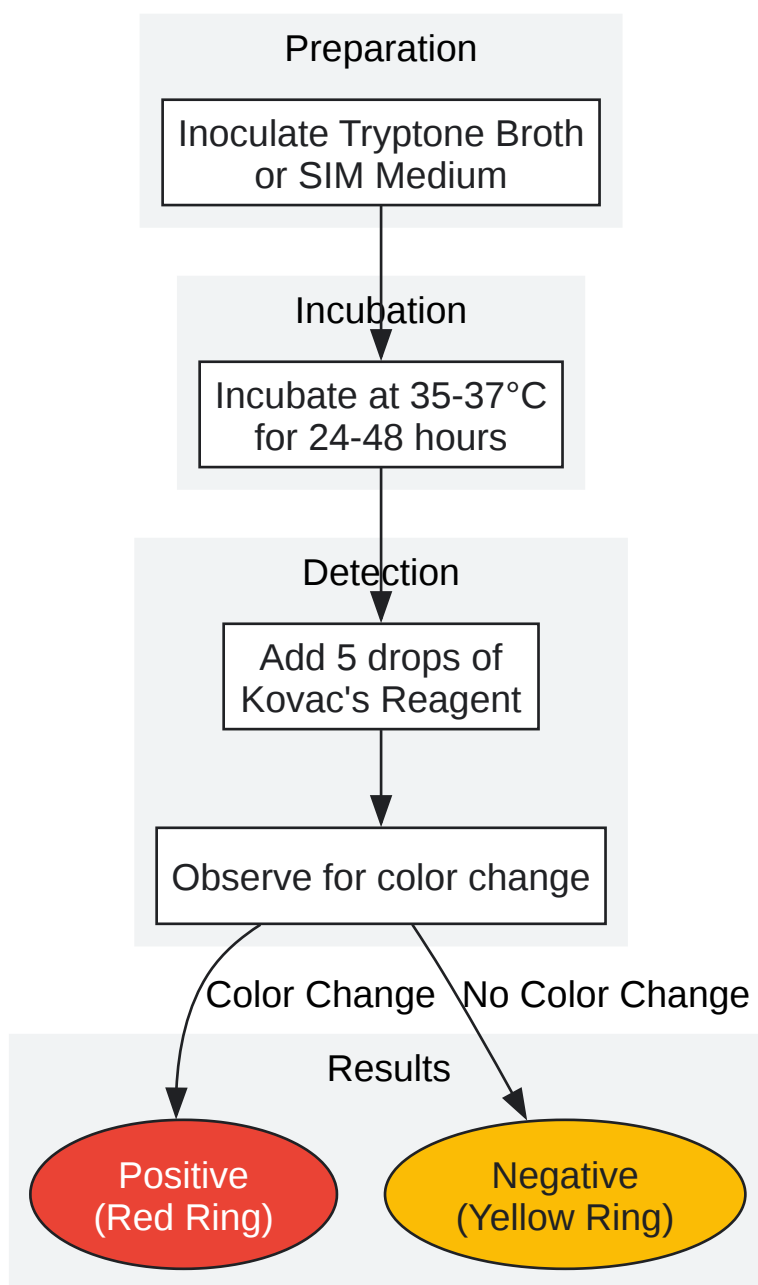 Preparation
Inoculate Tryptone Broth
or SIM Medium
Incubation
Incubate at 35-37°C
for 24-48 hours
Detection
Add 5 drops of
Kovac's Reagent
Observe for color change
Color Change
No Color Change
Results
Positive
(Red Ring)
Negative
(Yellow Ring)